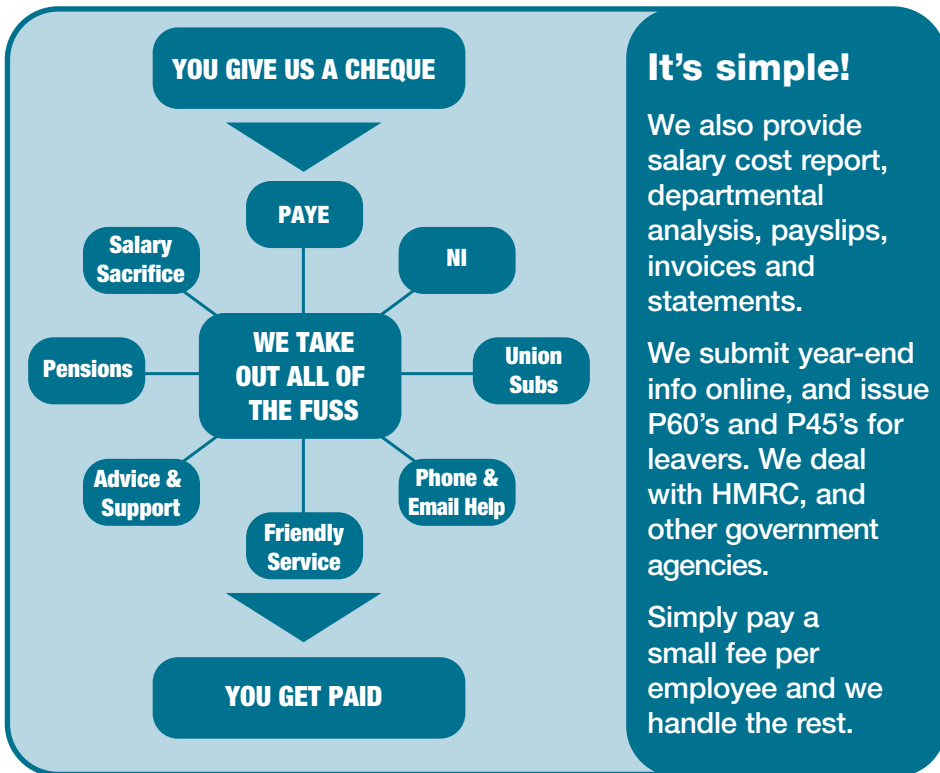 YOU GIVE US A CHEQUE
PAYE
Salary
Sacrifice
NI
Pensions
WE TAKE
OUT ALL OF
THE FUSS
Union
Subs
Advice &
Support
Phone &
Email Help
Friendly
Service
YOU GET PAID
It’s simple!
We also provide
salary cost report,
departmental
analysis, payslips,
invoices and
statements.
We submit year-end
info online, and issue
P60’s and P45’s for
leavers. We deal
with HMRC, and
other government
agencies.
Simply pay a
small fee per
employee and we
handle the rest.